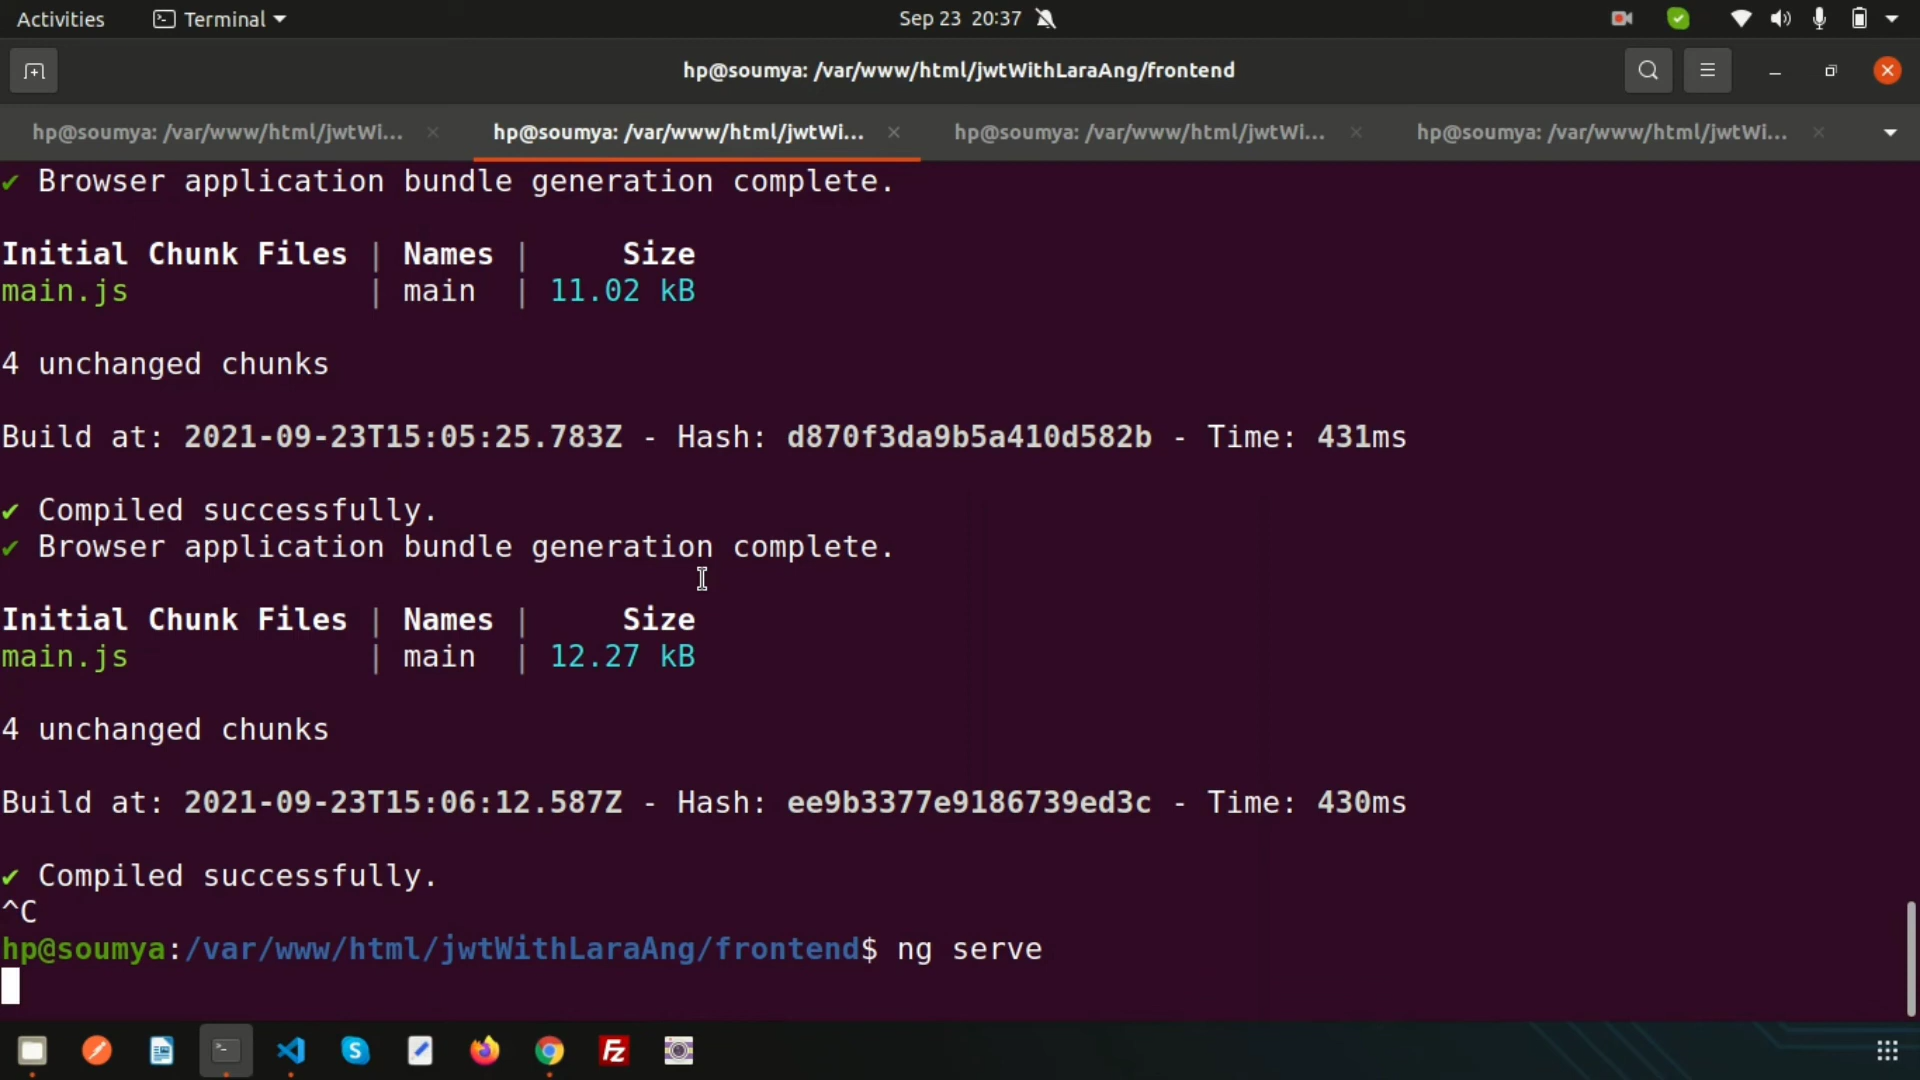 Activities Terminal Sep 23 20:37
hp@soumya: /var/www/html/jwtWithLaraAng/frontend
hp@soumya: /var/www/html/jwtWi... hp@soumya: /var/www/html/jwtWi... hp@soumya: /var/www/html/jwtWi... hp@soumya: /var/www/html/jwtWi...
✔ Browser application bundle generation complete.
Initial Chunk Files | Names | Size
main.js | main | 11.02 kB
4 unchanged chunks
Build at: 2021-09-23T15:05:25.783Z - Hash: d870f3da9b5a410d582b - Time: 431ms
✔ Compiled successfully.
✔ Browser application bundle generation complete.
Initial Chunk Files | Names | Size
main.js | main | 12.27 kB
4 unchanged chunks
Build at: 2021-09-23T15:06:12.587Z - Hash: ee9b3377e9186739ed3c - Time: 430ms
✔ Compiled successfully.
^C
hp@soumya:/var/www/html/jwtWithLaraAng/frontend$ ng serve